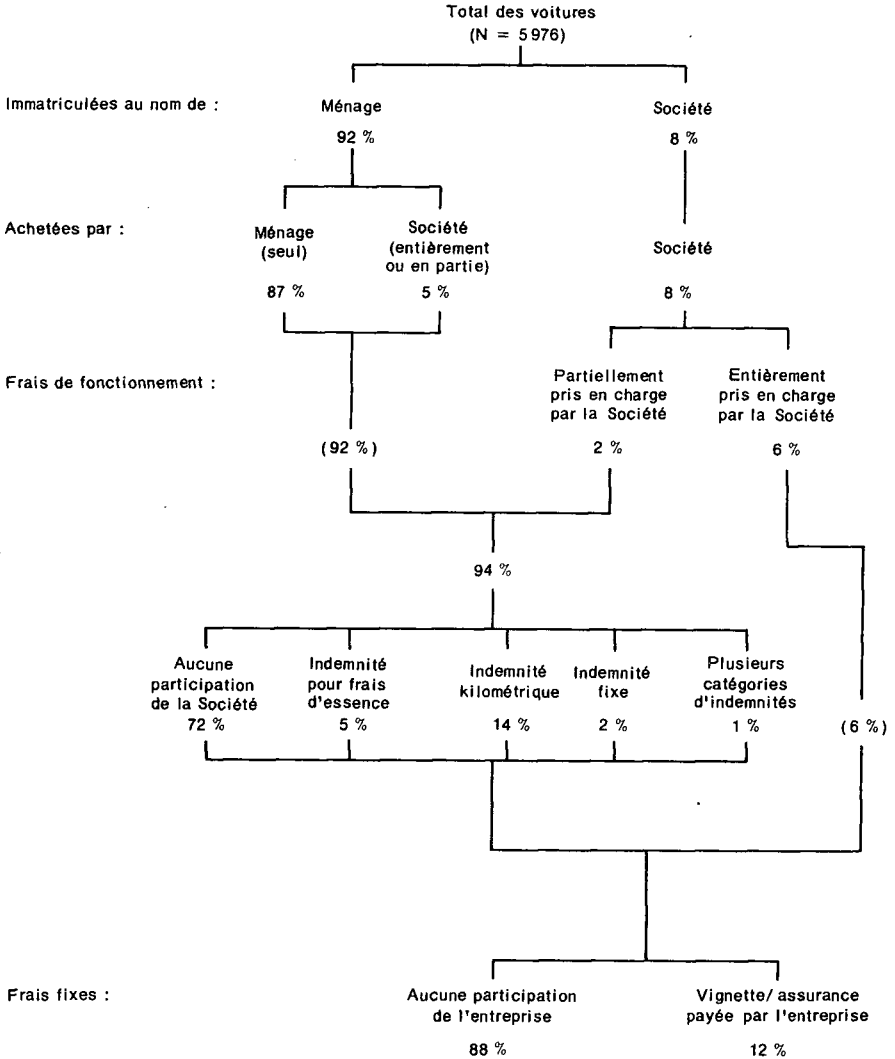 Total des voitures
(N = 5 976)
Immatriculées au nom de :
Ménage
Société
92 %
8 %
Achetées par :
Ménage
(seul)
Société
(entièrement
ou en partie)
Société
87 %
5 %
8 %
Frais de fonctionnement :
Partiellement
pris en charge
par la Société
Entièrement
pris en charge
par la Société
(92 %)
2 %
6 %
94 %
Aucune
participation
de la Société
72 %
Indemnité
pour frais
d'essence
5 %
Indemnité
kilométrique
14 %
Indemnité
fixe
2 %
Plusieurs
catégories
d'indemnités
1 %
(6 %)
Frais fixes :
Aucune participation
de l'entreprise
88 %
Vignette/ assurance
payée par l'entreprise
12 %